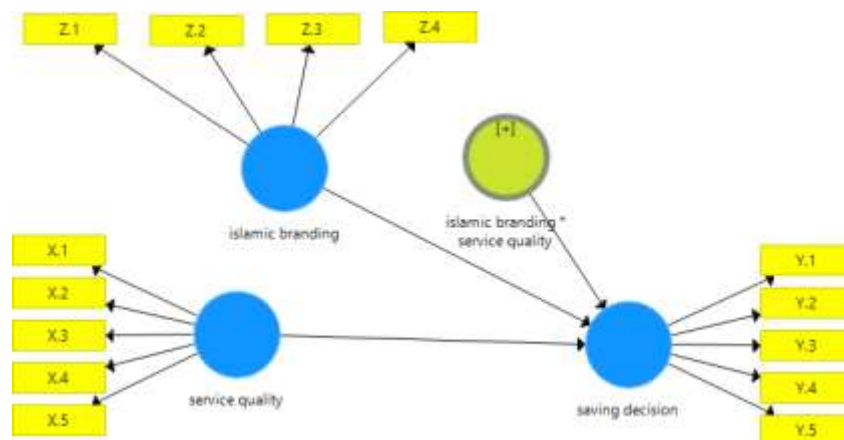 Z.1
Z.2
Z.3
Z.4
[+]
islamic branding
islamic branding *
service quality
X.1
X.2
X.3
X.4
X.5
service quality
saving decision
Y.1
Y.2
Y.3
Y.4
Y.5